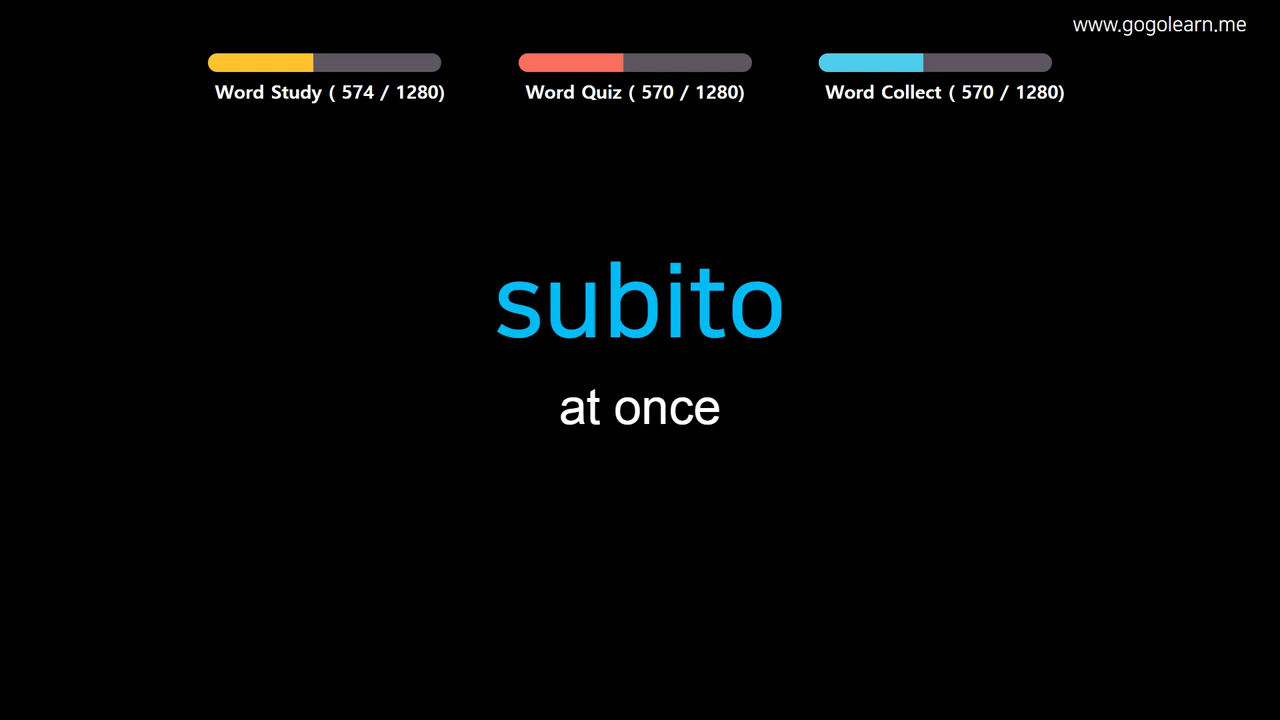 www.gogolearn.me
Word Study ( 574 / 1280)
Word Quiz ( 570 / 1280)
Word Collect ( 570 / 1280)
subito
at once